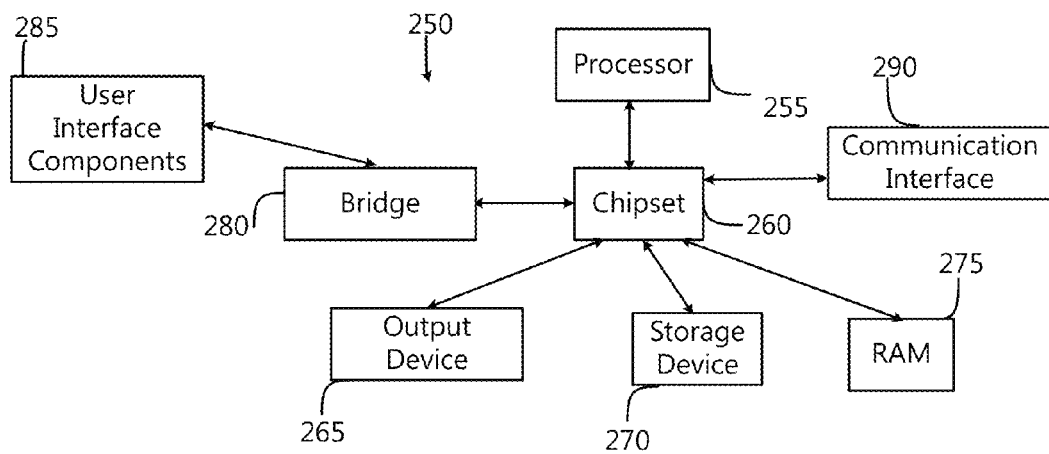 285
250
Processor
290
User
Interface
Components
255
Communication
Interface
Bridge
Chipset
280
260
275
Output
Device
Storage
Device
RAM
265
270